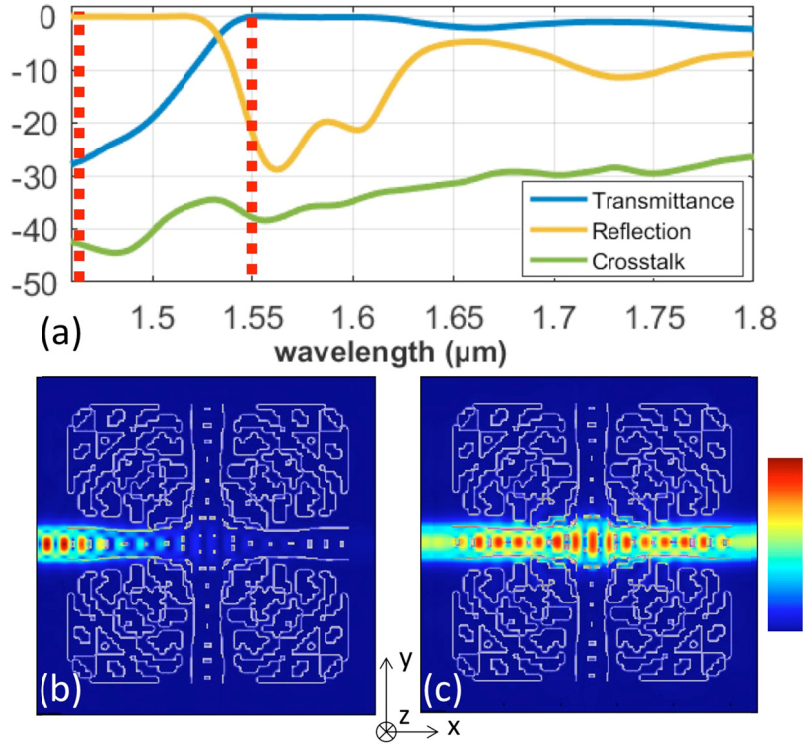 0
-10
-20
-30
-40
-50
Transmittance
Reflection
Crosstalk
1.5 1.55 1.6 1.65 1.7 1.75 1.8
(a)
wavelength (μm)
(b) (c)
y
z x